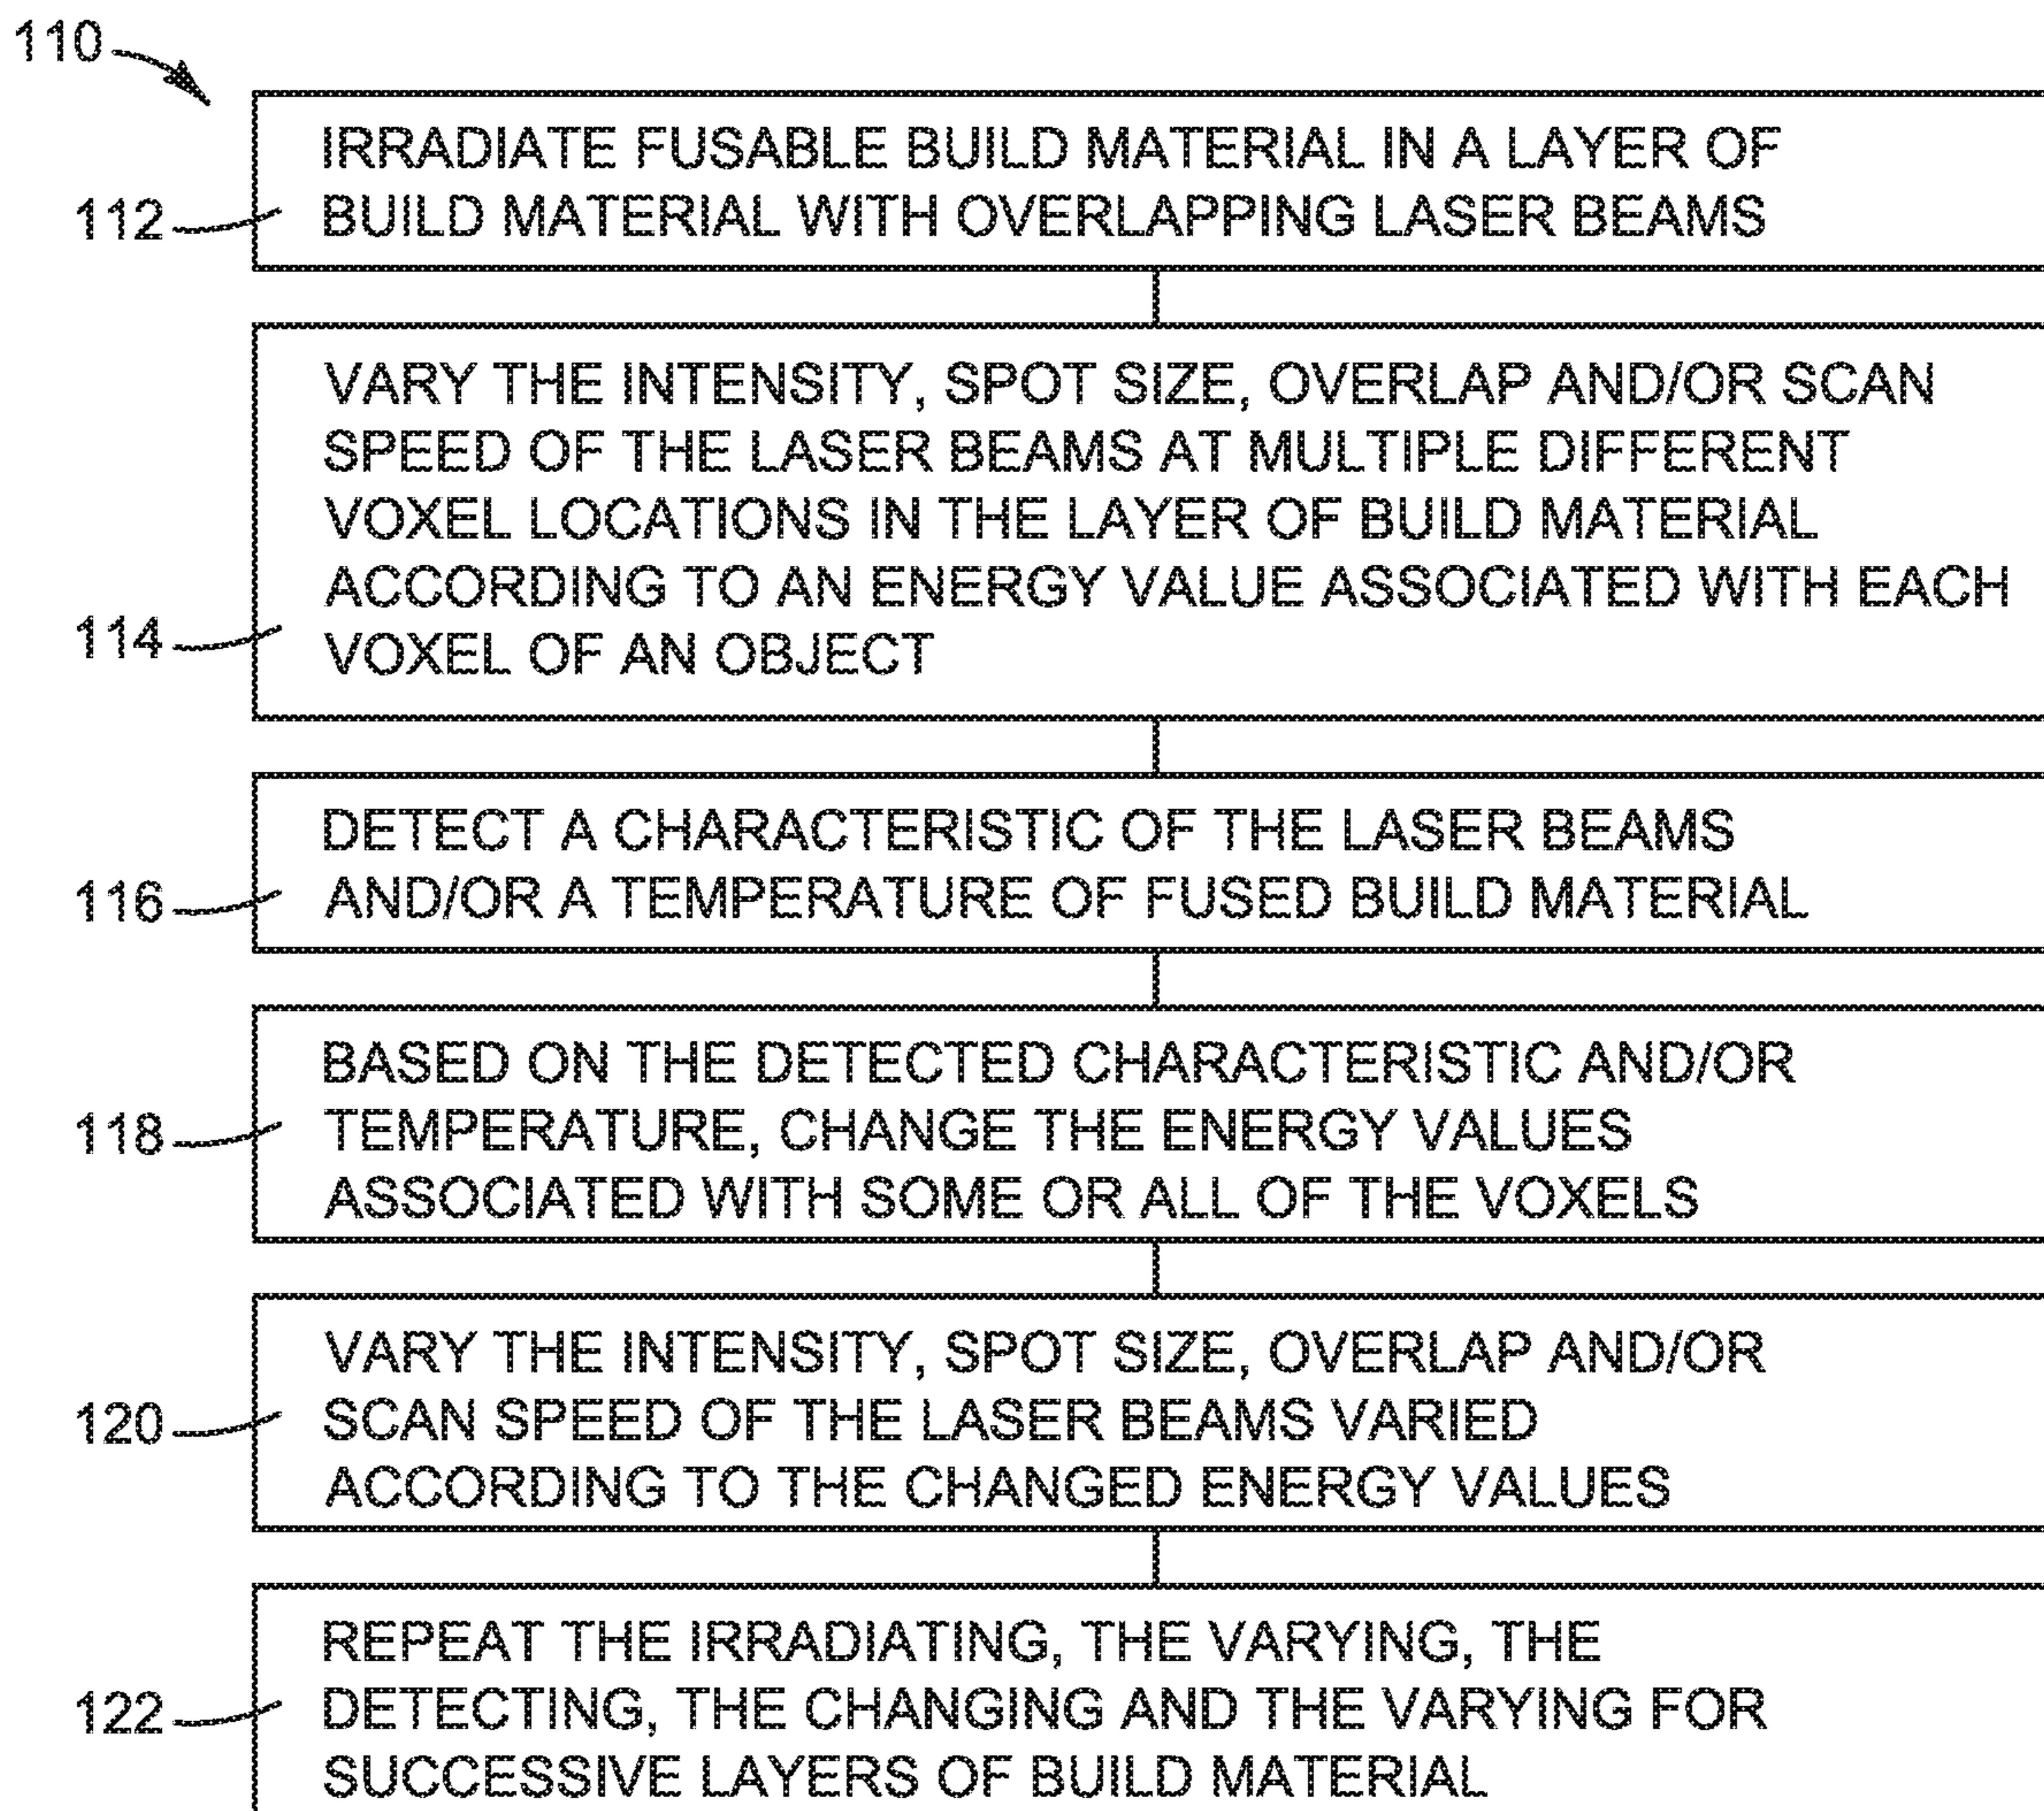 110
IRRADIATE FUSABLE BUILD MATERIAL IN A LAYER OF
BUILD MATERIAL WITH OVERLAPPING LASER BEAMS
112
VARY THE INTENSITY, SPOT SIZE, OVERLAP AND/OR SCAN
SPEED OF THE LASER BEAMS AT MULTIPLE DIFFERENT
VOXEL LOCATIONS IN THE LAYER OF BUILD MATERIAL
ACCORDING TO AN ENERGY VALUE ASSOCIATED WITH EACH
114
VOXEL OF AN OBJECT
DETECT A CHARACTERISTIC OF THE LASER BEAMS
116
AND/OR A TEMPERATURE OF FUSED BUILD MATERIAL
BASED ON THE DETECTED CHARACTERISTIC AND/OR
118
TEMPERATURE, CHANGE THE ENERGY VALUES
ASSOCIATED WITH SOME OR ALL OF THE VOXELS
VARY THE INTENSITY, SPOT SIZE, OVERLAP AND/OR
120
SCAN SPEED OF THE LASER BEAMS VARIED
ACCORDING TO THE CHANGED ENERGY VALUES
REPEAT THE IRRADIATING, THE VARYING, THE
122
DETECTING, THE CHANGING AND THE VARYING FOR
SUCCESSIVE LAYERS OF BUILD MATERIAL